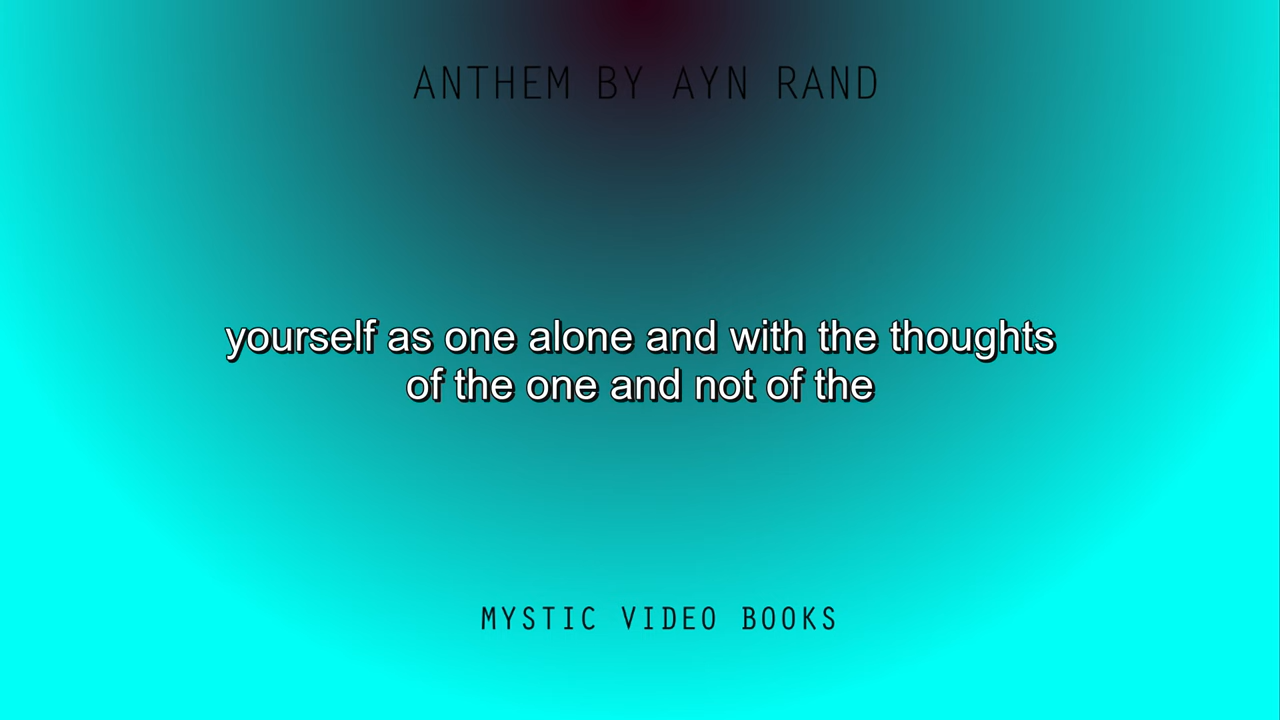 ANTHEM BY AYN RAND
yourself as one alone and with the thoughts
of the one and not of the
MYSTIC VIDEO BOOKS